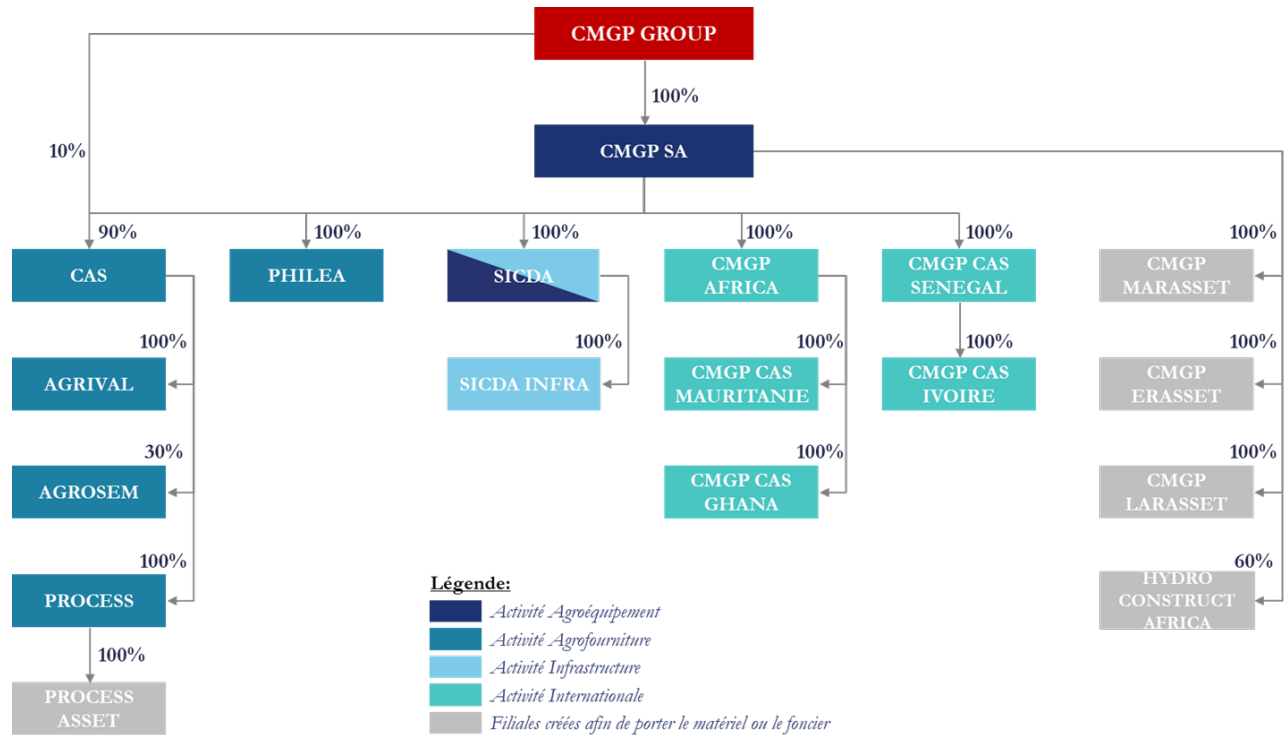 CMGP GROUP
100%
10%
CMGP SA
90%
100%
100%
100%
100%
100%
CAS
PHILEA
SICDA
CMGP
AFRICA
CMGP CAS
SENEGAL
CMGP
MARASSET
100%
100%
100%
100%
100%
AGRIVAL
SICDA INFRA
CMGP CAS
MAURITANIE
CMGP CAS
IVOIRE
CMGP
ERASSET
30%
100%
100%
AGROSEM
CMGP CAS
GHANA
CMGP
LARASSET
100%
60%
PROCESS
HYDRO
CONSTRUCT
AFRICA
100%
PROCESS
ASSET
Légende:
Activité Agroéquipement
Activité Agrofourniture
Activité Infrastructure
Activité Internationale
Filiales créées afin de porter le matériel ou le foncier